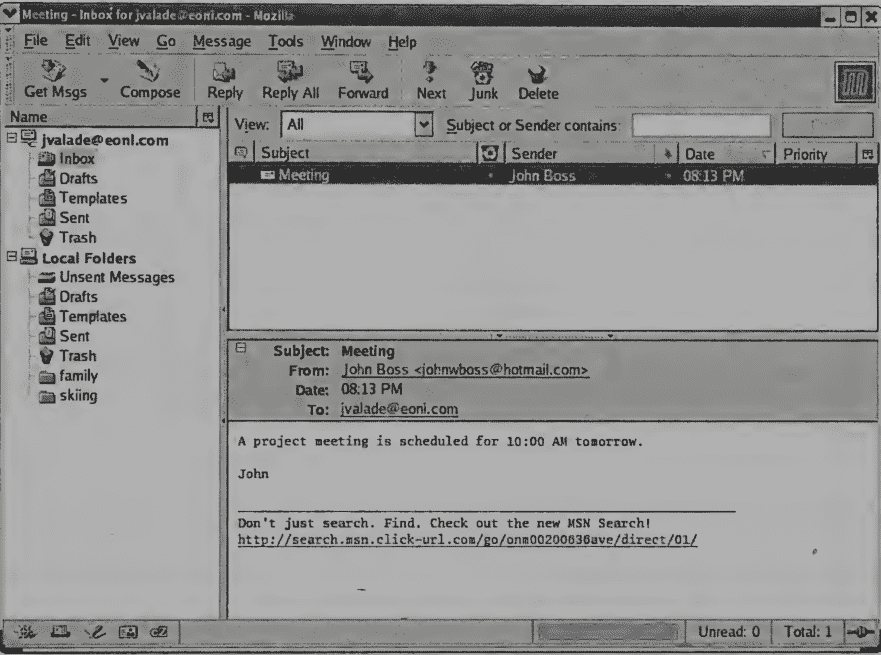 Meeting - Inbox for jvalade@eoni.com - Mozilla
File Edit View Go Message Tools Window Help
Get Msgs Compose Reply Reply All Forward Next Junk Delete
Name
View: All Subject or Sender contains:
Subject Sender Date Priority
Meeting John Boss 08:13 PM
jvalade@eoni.com
Inbox
Drafts
Templates
Sent
Trash
Local Folders
Unsent Messages
Drafts
Templates
Sent
Trash
family
skiing
Subject: Meeting
From: John Boss <johnwboss@hotmail.com>
Date: 08:13 PM
To: jvalade@eoni.com
A project meeting is scheduled for 10:00 AM tomorrow.
John
Don't just search. Find. Check out the new MSN Search!
http://search.msn.click-url.com/go/onm00200636ave/direct/01/
Unread: 0 Total: 1